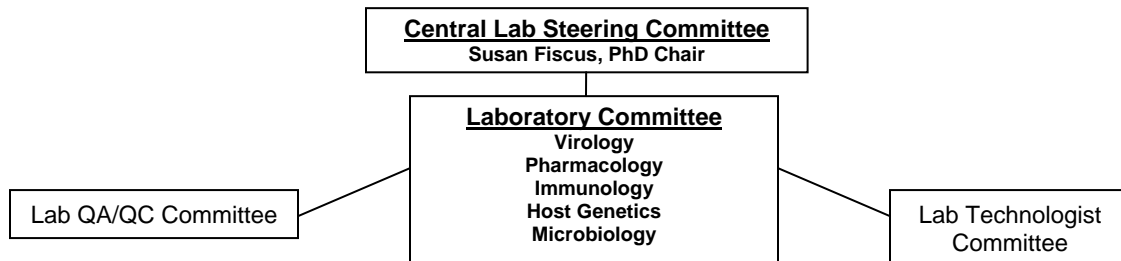 Central Lab Steering Committee
Susan Fiscus, PhD Chair
Laboratory Committee
Virology
Pharmacology
Immunology
Host Genetics
Microbiology
Lab QA/QC Committee
Lab Technologist
Committee